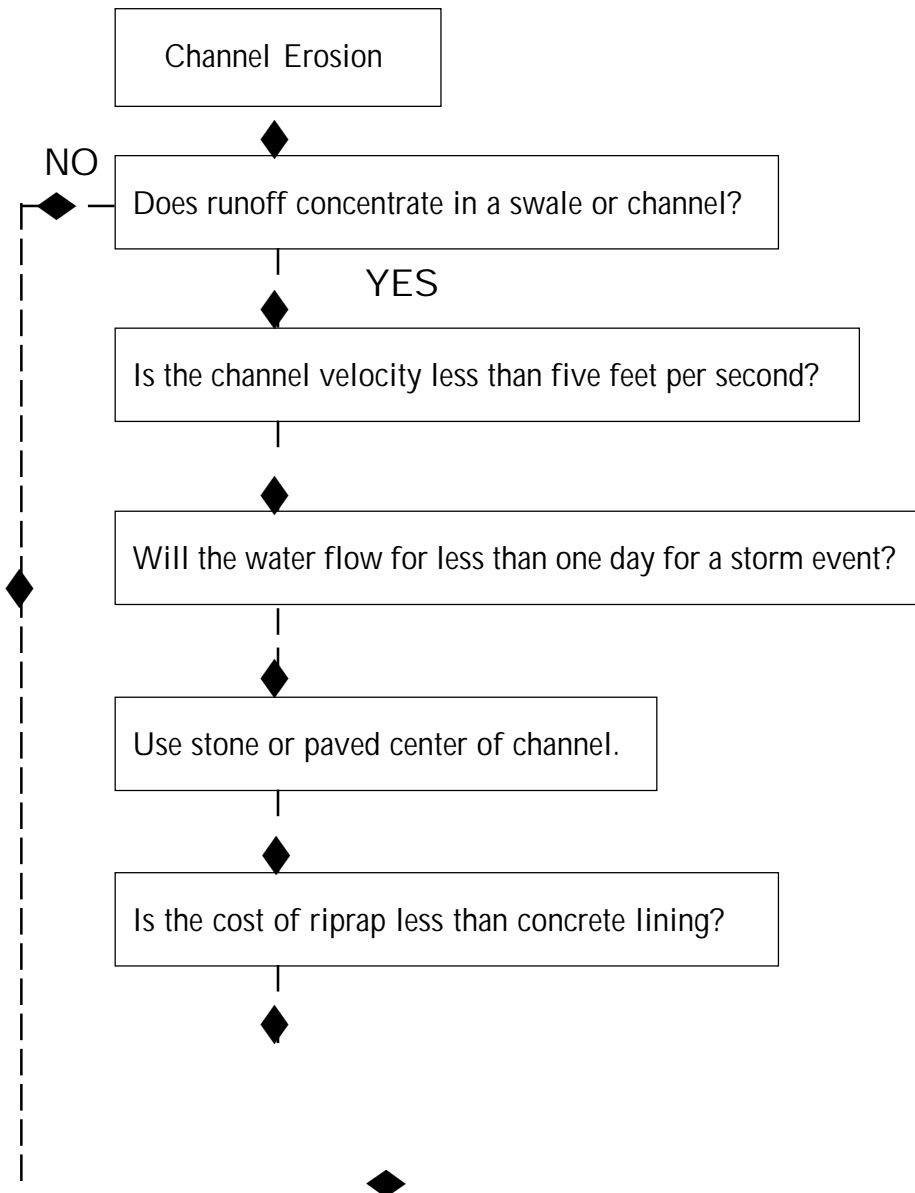 Channel Erosion
NO
Does runoff concentrate in a swale or channel?
YES
Is the channel velocity less than five feet per second?
Will the water flow for less than one day for a storm event?
Use stone or paved center of channel.
Is the cost of riprap less than concrete lining?